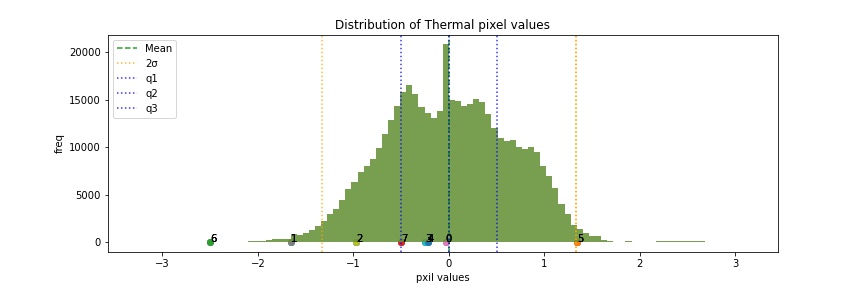 Distribution of Thermal pixel values
Mean
2σ
q1
q2
q3
freq
20000
15000
10000
5000
0
6
1
2
7
3
4
0
5
−3
−2
−1
0
1
2
3
pxil values